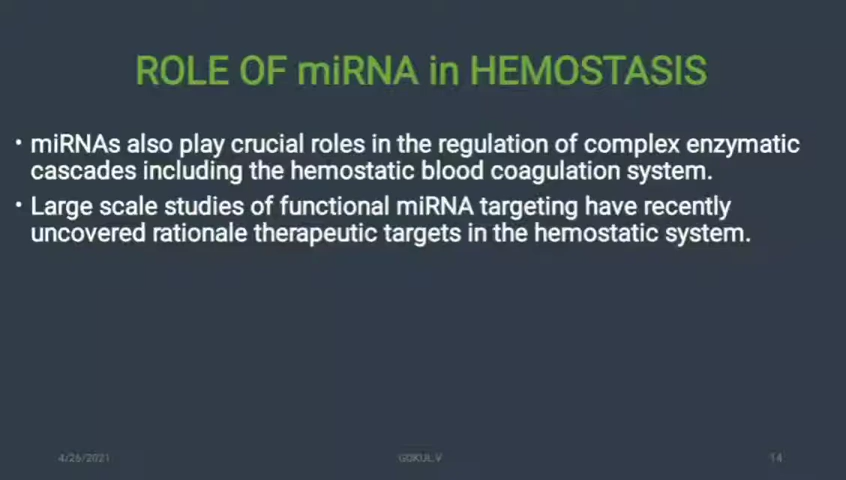 ROLE OF miRNA in HEMOSTASIS
• miRNAs also play crucial roles in the regulation of complex enzymatic
cascades including the hemostatic blood coagulation system.
• Large scale studies of functional miRNA targeting have recently
uncovered rationale therapeutic targets in the hemostatic system.
4/26/2021
GOKUL.V
14